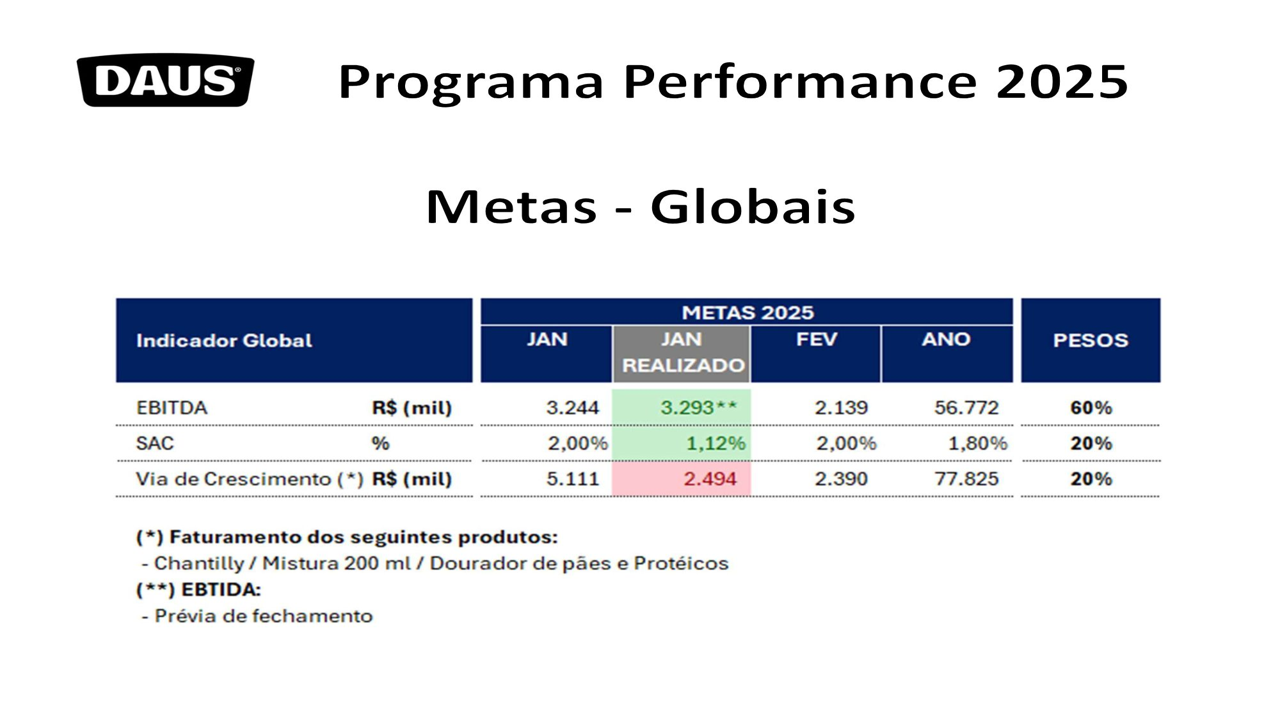 DAUS®
Programa Performance 2025
Metas - Globais
Indicador Global METAS 2025 PESOS
JAN JAN REALIZADO FEV ANO
EBITDA R$ (mil) 3.244 3.293** 2.139 56.772 60%
SAC % 2,00% 1,12% 2,00% 1,80% 20%
Via de Crescimento (*) R$ (mil) 5.111 2.494 2.390 77.825 20%
(*) Faturamento dos seguintes produtos:
- Chantilly / Mistura 200 ml / Dourador de pães e Protéicos
(**) EBTIDA:
- Prévia de fechamento